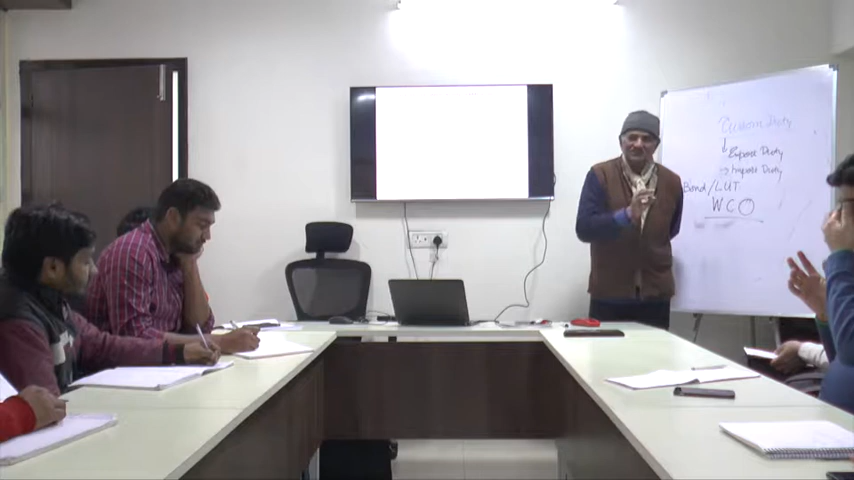 Custom Duty
Export Duty
Import Duty
Bond/LUT
WCO